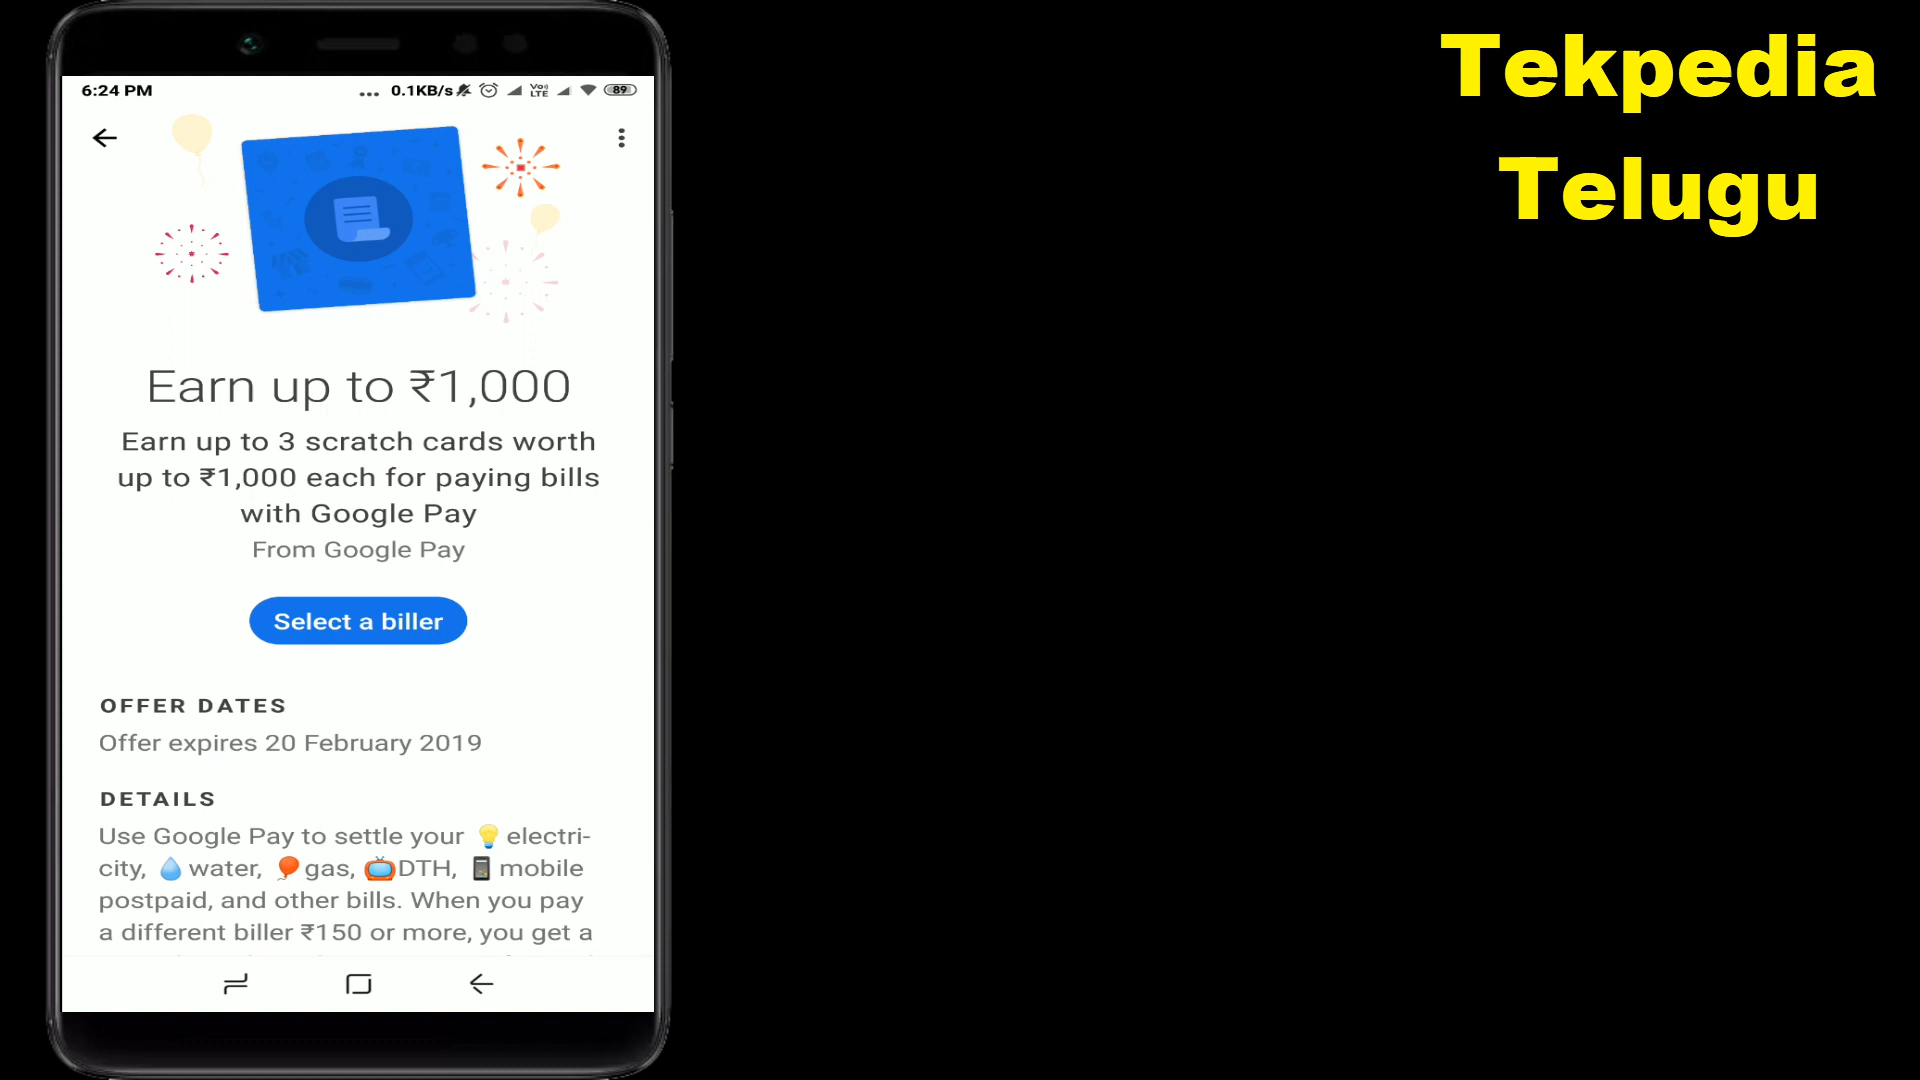 6:24 PM
... 0.1KB/s Vo) LTE 89
Tekpedia
Telugu
Earn up to ₹1,000
Earn up to 3 scratch cards worth
up to ₹1,000 each for paying bills
with Google Pay
From Google Pay
Select a biller
OFFER DATES
Offer expires 20 February 2019
DETAILS
Use Google Pay to settle your 💡 electri-
city, 💧 water, 🎈 gas, 📺 DTH, 📱 mobile
postpaid, and other bills. When you pay
a different biller ₹150 or more, you get a